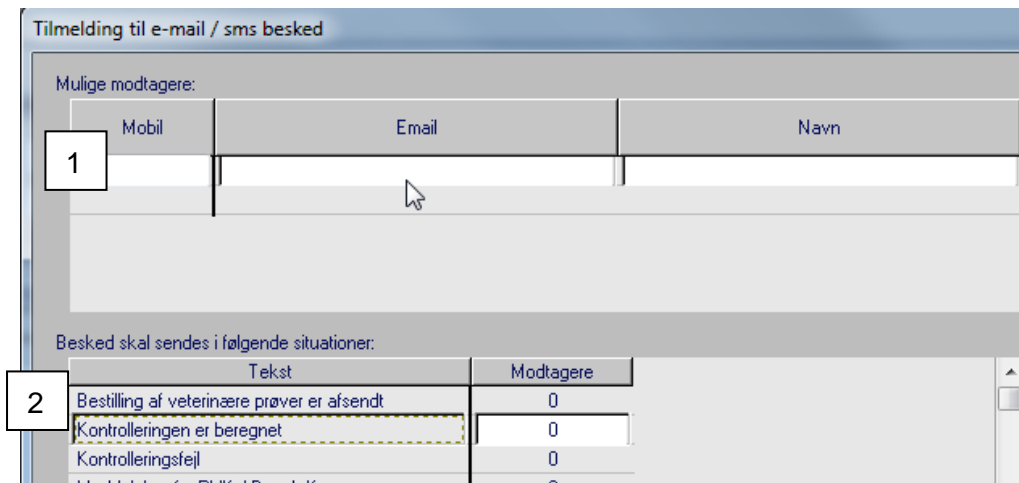 Tilmelding til e-mail / sms besked
Mulige modtagere:
Mobil Email Navn
1
Besked skal sendes i følgende situationer:
Tekst Modtagere
2
Bestilling af veterinære prøver er afsendt 0
Kontrolleringen er beregnet 0
Kontrolleringsfejl 0